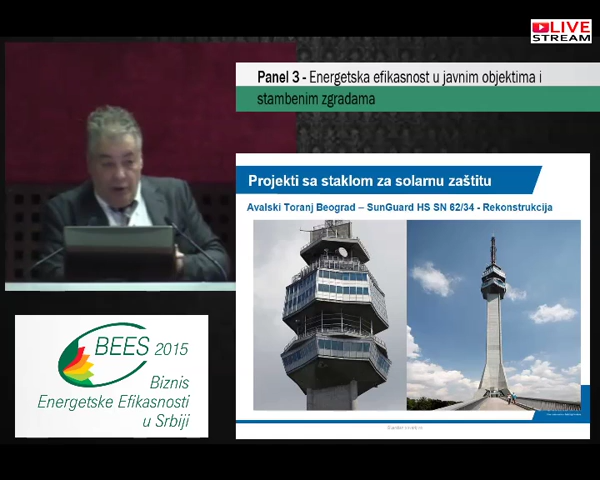 LIVE
STREAM
Panel 3 - Energetska efikasnost u javnim objektima i
stambenim zgradama
Projekti sa staklom za solarnu zaštitu
Avalski Toranj Beograd – SunGuard HS SN 62/34 - Rekonstrukcija
BEES 2015
Biznis
Energetske Efikasnosti
u Srbiji